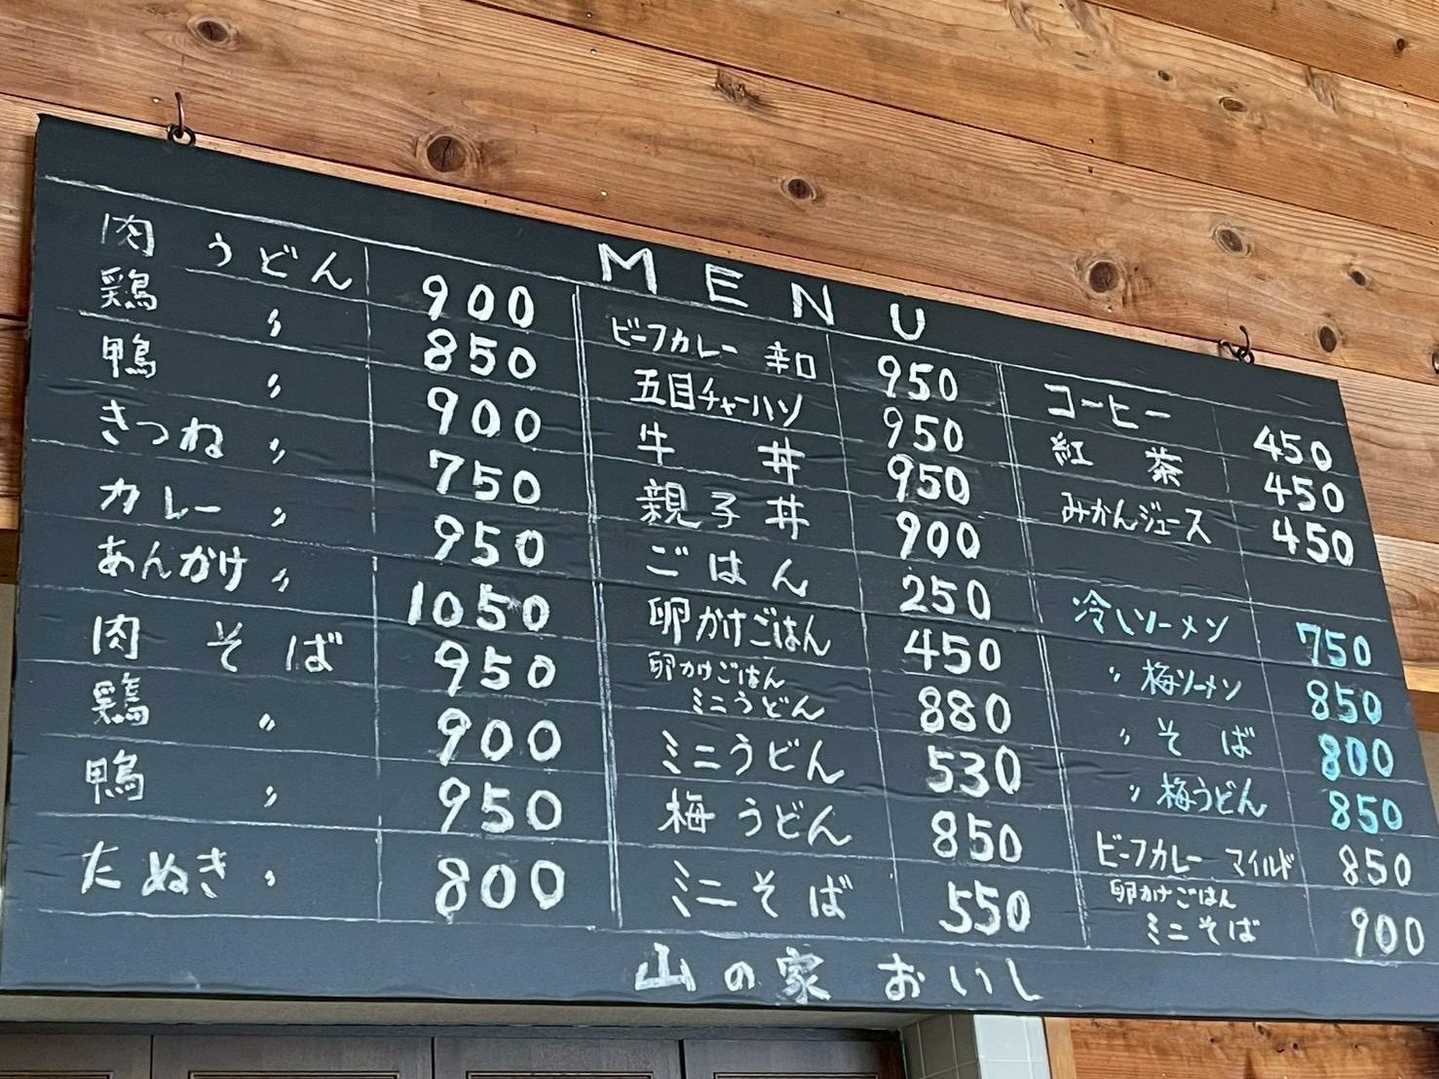 MENU
肉 うどん 900
鶏 〃 850
鴨 〃 900
きつね 〃 750
カレー 〃 950
あんかけ 〃 1050
肉 そば 950
鶏 〃 900
鴨 〃 950
たぬき 〃 800
ビーフカレー 辛口 950
五目チャーハン 950
牛 丼 950
親子丼 900
ごはん 250
卵かけごはん 450
卵かけごはん
ミニうどん 880
ミニうどん 530
梅うどん 850
ミニそば 550
コーヒー 450
紅 茶 450
みかんジュース 450
冷しソーメン 750
〃 梅ソーメン 850
〃 そ ば 800
〃 梅うどん 850
ビーフカレー マイルド 850
卵かけごはん
ミニそば 900
山の家 おいし